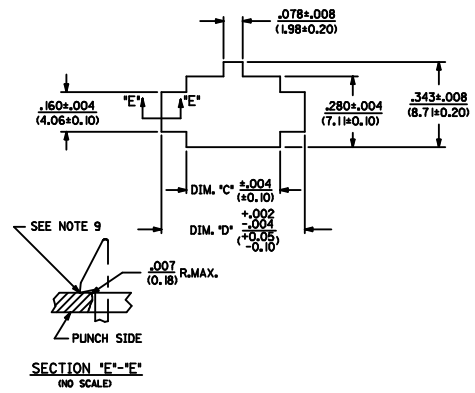 .078±.008
(1.98±0.20)
.160±.004
(4.06±0.10)
"E"
"E"
.280±.004
(7.11±0.10)
.343±.008
(8.71±0.20)
DIM. "C" ±.004
(±0.10)
DIM. "D" +.002
-.004
(+0.05)
-0.10
SEE NOTE 9
.007 R.MAX.
(0.18)
PUNCH SIDE
SECTION "E"-"E"
(NO SCALE)